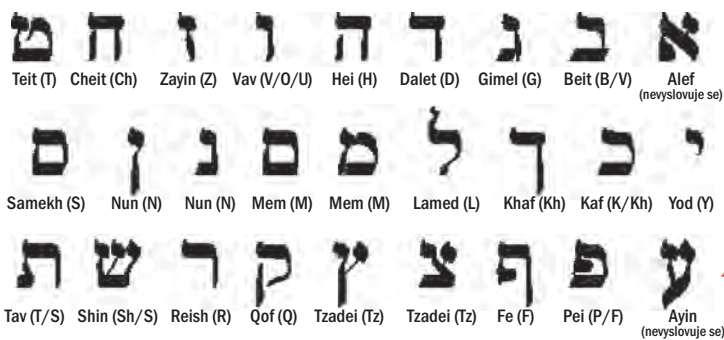 א ב ג ד ה ו ז ח ט
Teit (T) Cheit (Ch) Zayin (Z) Vav (V/O/U) Hei (H) Dalet (D) Gimel (G) Beit (B/V) Alef
(nevyslovuje se)
י כ ך ל מ ם נ ן ס
Samekh (S) Nun (N) Nun (N) Mem (M) Mem (M) Lamed (L) Khaf (Kh) Kaf (K/Kh) Yod (Y)
ע פ ף צ ץ ק ר ש ת
Tav (T/S) Shin (Sh/S) Reish (R) Qof (Q) Tzadei (Tz) Tzadei (Tz) Fe (F) Pei (P/F) Ayin
(nevyslovuje se)